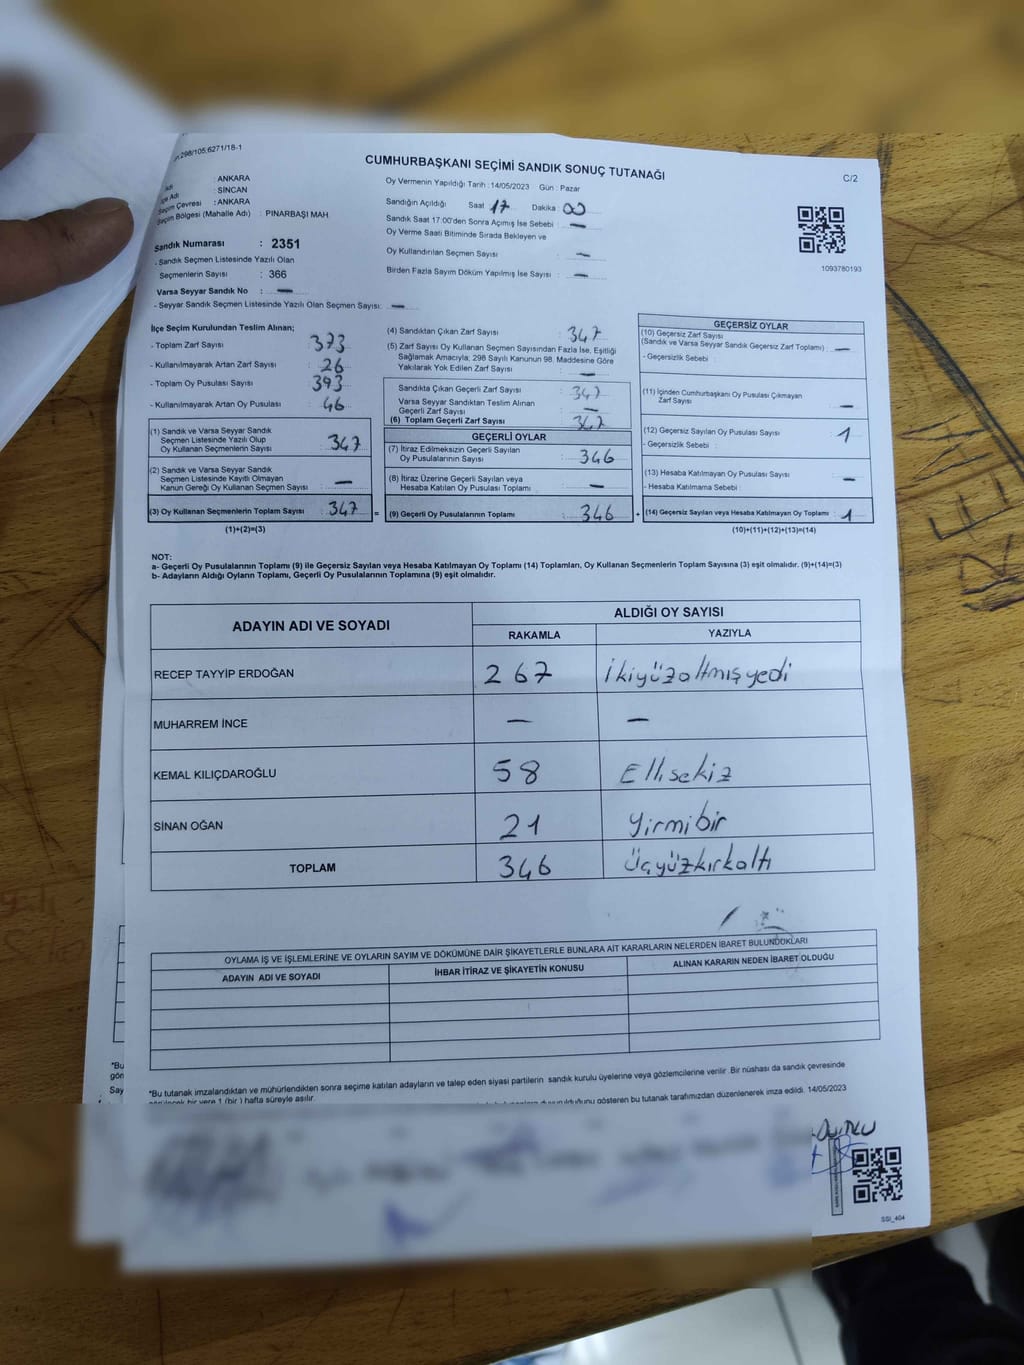 298/105.6271/18-1
CUMHURBAŞKANI SEÇİMİ SANDIK SONUÇ TUTANAĞI
C/2
: ANKARA
İlçe Adı : SİNCAN
Seçim Çevresi : ANKARA
Seçim Bölgesi (Mahalle Adı) : PINARBAŞI MAH
Sandık Numarası : 2351
- Sandık Seçmen Listesinde Yazılı Olan
Seçmenlerin Sayısı : 366
Varsa Seyyar Sandık No : —
- Seyyar Sandık Seçmen Listesinde Yazılı Olan Seçmen Sayısı: —
Oy Vermenin Yapıldığı Tarih : 14/05/2023 Gün : Pazar
Sandığın Açıldığı Saat 17 Dakika : 00
Sandık Saat 17:00'den Sonra Açımış İse Sebebi : —
Oy Verme Saati Bitiminde Sırada Bekleyen ve
Oy Kullandırılan Seçmen Sayısı : —
Birden Fazla Sayım Döküm Yapılmış İse Sayısı : —
1093780193
İlçe Seçim Kurulundan Teslim Alınan;
- Toplam Zarf Sayısı : 373
- Kullanılmayarak Artan Zarf Sayısı : 26
- Toplam Oy Pusulası Sayısı : 393
- Kullanılmayarak Artan Oy Pusulası : 46
(1) Sandık ve Varsa Seyyar Sandık
Seçmen Listesinde Yazılı Olup
Oy Kullanan Seçmenlerin Sayısı : 347
(2) Sandık ve Varsa Seyyar Sandık
Seçmen Listesinde Kayıtlı Olmayan
Kanun Gereği Oy Kullanan Seçmen Sayısı : —
(3) Oy Kullanan Seçmenlerin Toplam Sayısı : 347 =
(1)+(2)=(3)
(4) Sandıktan Çıkan Zarf Sayısı : 347
(5) Zarf Sayısı Oy Kullanan Seçmen Sayısından Fazla İse, Eşitliği
Sağlamak Amacıyla; 298 Sayılı Kanunun 98. Maddesine Göre
Yakılarak Yok Edilen Zarf Sayısı : —
Sandıkta Çıkan Geçerli Zarf Sayısı : 347
Varsa Seyyar Sandıktan Teslim Alınan
Geçerli Zarf Sayısı : —
(6) Toplam Geçerli Zarf Sayısı : 347
GEÇERLİ OYLAR
(7) İtiraz Edilmeksizin Geçerli Sayılan
Oy Pusulalarının Sayısı : 346
(8) İtiraz Üzerine Geçerli Sayılan veya
Hesaba Katılan Oy Pusulası Toplamı : —
(9) Geçerli Oy Pusulalarının Toplamı : 346 +
GEÇERSİZ OYLAR
(10) Geçersiz Zarf Sayısı
(Sandık ve Varsa Seyyar Sandık Geçersiz Zarf Toplamı) : —
- Geçersizlik Sebebi :
(11) İçinden Cumhurbaşkanı Oy Pusulası Çıkmayan
Zarf Sayısı : —
(12) Geçersiz Sayılan Oy Pusulası Sayısı : 1
- Geçersizlik Sebebi :
(13) Hesaba Katılmayan Oy Pusulası Sayısı : —
- Hesaba Katılmama Sebebi :
(14) Geçersiz Sayılan veya Hesaba Katılmayan Oy Toplamı : 1
(10)+(11)+(12)+(13)=(14)
NOT:
a- Geçerli Oy Pusulalarının Toplamı (9) ile Geçersiz Sayılan veya Hesaba Katılmayan Oy Toplamı (14) Toplamları, Oy Kullanan Seçmenlerin Toplam Sayısına (3) eşit olmalıdır. (9)+(14)=(3)
b- Adayların Aldığı Oyların Toplamı, Geçerli Oy Pusulalarının Toplamına (9) eşit olmalıdır.
ADAYIN ADI VE SOYADI ALDIĞI OY SAYISI
RAKAMLA YAZIYLA
RECEP TAYYİP ERDOĞAN 267 İkiyüzaltmışyedi
MUHARREM İNCE — —
KEMAL KILIÇDAROĞLU 58 Ellisekiz
SİNAN OĞAN 21 Yirmibir
TOPLAM 346 Üçyüzkırkaltı
OYLAMA İŞ VE İŞLEMLERİNE VE OYLARIN SAYIM VE DÖKÜMÜNE DAİR ŞİKAYETLERLE BUNLARA AİT KARARLARIN NELERDEN İBARET BULUNDUKLARI
ADAYIN ADI VE SOYADI İHBAR İTİRAZ VE ŞİKAYETİN KONUSU ALINAN KARARIN NEDEN İBARET OLDUĞU
*Bu tutanak imzalandıktan ve mühürlendikten sonra seçime katılan adayların ve talep eden siyasi partilerin sandık kurulu üyelerine veya gözlemcilerine verilir .Bir nüshası da sandık çevresinde
görülecek bir yere 1 (bir ) hafta süreyle asılır.
gösteren bu tutanak tarafımızdan düzenlenerek imza edildi. 14/05/2023
*Bu
gör
Say
SSI_404